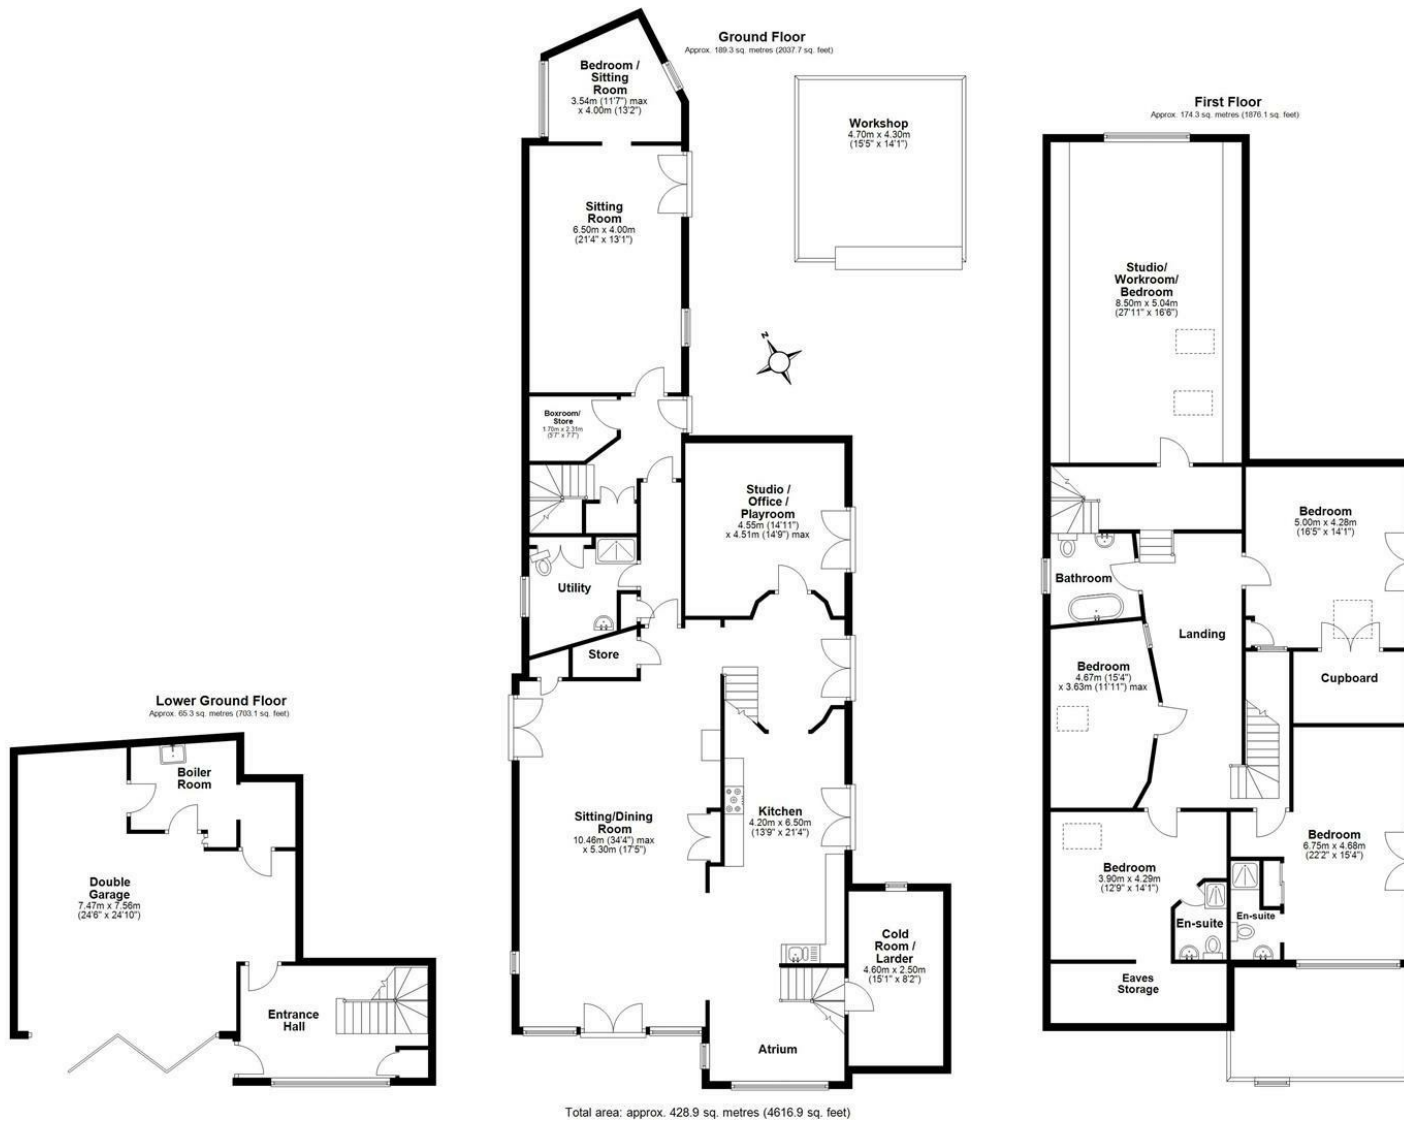 Ground Floor
Approx. 189.3 sq. metres (2037.7 sq. feet)
Bedroom /
Sitting
Room
3.54m (11'7") max
x 4.00m (13'2")
Workshop
4.70m x 4.30m
(15'5" x 14'1")
Sitting
Room
6.50m x 4.00m
(21'4" x 13'1")
N
Boxroom/
Store
1.70m x 2.31m
(5'7" x 7'7")
Studio /
Office /
Playroom
4.55m (14'11")
x 4.51m (14'9") max
Utility
Store
Sitting/Dining
Room
10.46m (34'4") max
x 5.30m (17'5")
Kitchen
4.20m x 6.50m
(13'9" x 21'4")
Cold
Room /
Larder
4.60m x 2.50m
(15'1" x 8'2")
Atrium
First Floor
Approx. 174.3 sq. metres (1876.1 sq. feet)
Studio/
Workroom/
Bedroom
8.50m x 5.04m
(27'11" x 16'6")
Bedroom
5.00m x 4.28m
(16'5" x 14'1")
Bathroom
Landing
Bedroom
4.67m (15'4")
x 3.63m (11'11") max
Cupboard
Bedroom
6.75m x 4.68m
(22'2" x 15'4")
Bedroom
3.90m x 4.29m
(12'9" x 14'1")
En-suite
En-suite
Eaves
Storage
Lower Ground Floor
Approx. 65.3 sq. metres (703.1 sq. feet)
Boiler
Room
Double
Garage
7.47m x 7.56m
(24'6" x 24'10")
Entrance
Hall
Total area: approx. 428.9 sq. metres (4616.9 sq. feet)